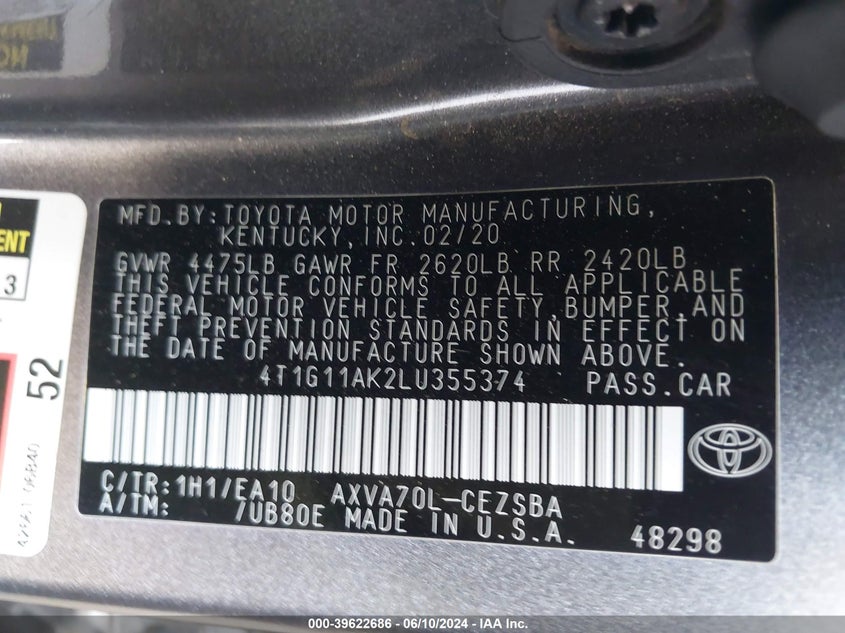 MFD.BY:TOYOTA MOTOR MANUFACTURING,
KENTUCKY,INC.02/20
GVWR 4475LB GAWR FR 2620LB RR 2420LB
THIS VEHICLE CONFORMS TO ALL APPLICABLE
FEDERAL MOTOR VEHICLE SAFETY,BUMPER,AND
THEFT PREVENTION STANDARDS IN EFFECT ON
THE DATE OF MANUFACTURE SHOWN ABOVE.
4T1G11AK2LU355374 PASS.CAR
C/TR:1H1/EA10 AXVA70L-CEZSBA
A/TM: /UB80E MADE IN U.S.A.
48298
3
52
000-39622686 / 06/10/2024 - IAA Inc.